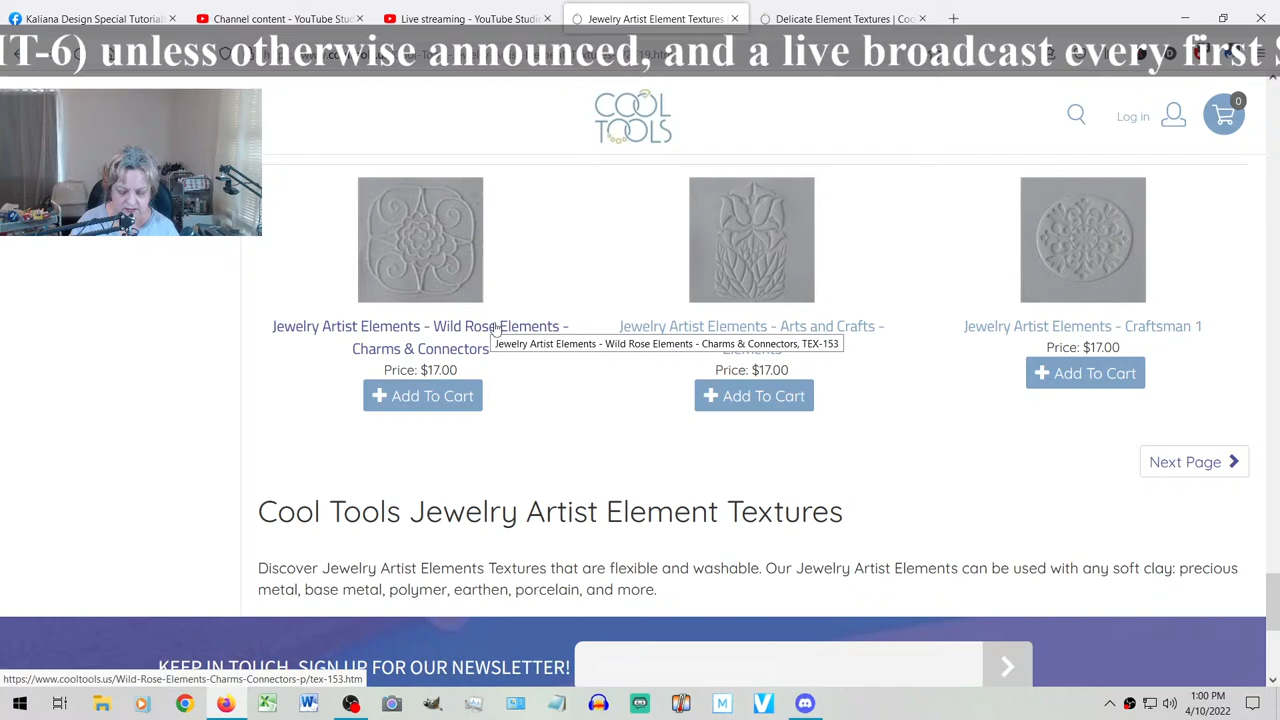 Kaliana Design Special Tutorial
Channel content - YouTube Studi
Live streaming - YouTube Studi
Jewelry Artist Element Textures
Delicate Element Textures | Coo
MT-6) unless otherwise announced, and a live broadcast every first S
COOL
TOOLS
Log in
0
Jewelry Artist Elements - Wild Rose Elements -
Charms & Connectors
Price: $17.00
Add To Cart
Jewelry Artist Elements - Arts and Crafts -
Elements
Price: $17.00
Add To Cart
Jewelry Artist Elements - Craftsman 1
Price: $17.00
Add To Cart
Jewelry Artist Elements - Wild Rose Elements - Charms & Connectors, TEX-153
Next Page
Cool Tools Jewelry Artist Element Textures
Discover Jewelry Artist Elements Textures that are flexible and washable. Our Jewelry Artist Elements can be used with any soft clay: precious
metal, base metal, polymer, earthen, porcelain, and more.
KEEP IN TOUCH, SIGN UP FOR OUR NEWSLETTER!
https://www.cooltools.us/Wild-Rose-Elements-Charms-Connectors-p/tex-153.htm
1:00 PM
4/10/2022